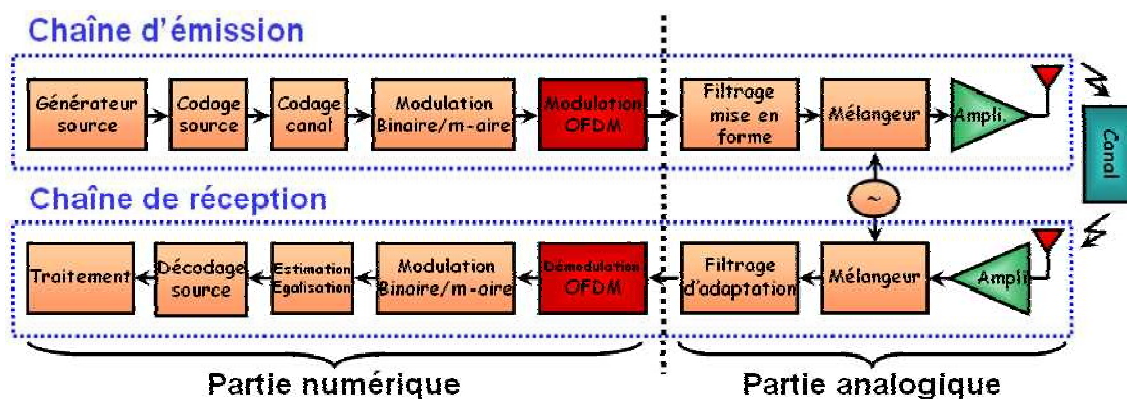 Chaîne d'émission
Générateur
source
Codage
source
Codage
canal
Modulation
Binaire/m-aire
Modulation
OFDM
Filtrage
mise en
forme
Mélangeur
Ampli.
Canal
~
Chaîne de réception
Traitement
Décodage
source
Estimation
Egalisation
Modulation
Binaire/m-aire
Démodulation
OFDM
Filtrage
d'adaptation
Mélangeur
Ampli
Partie numérique
Partie analogique